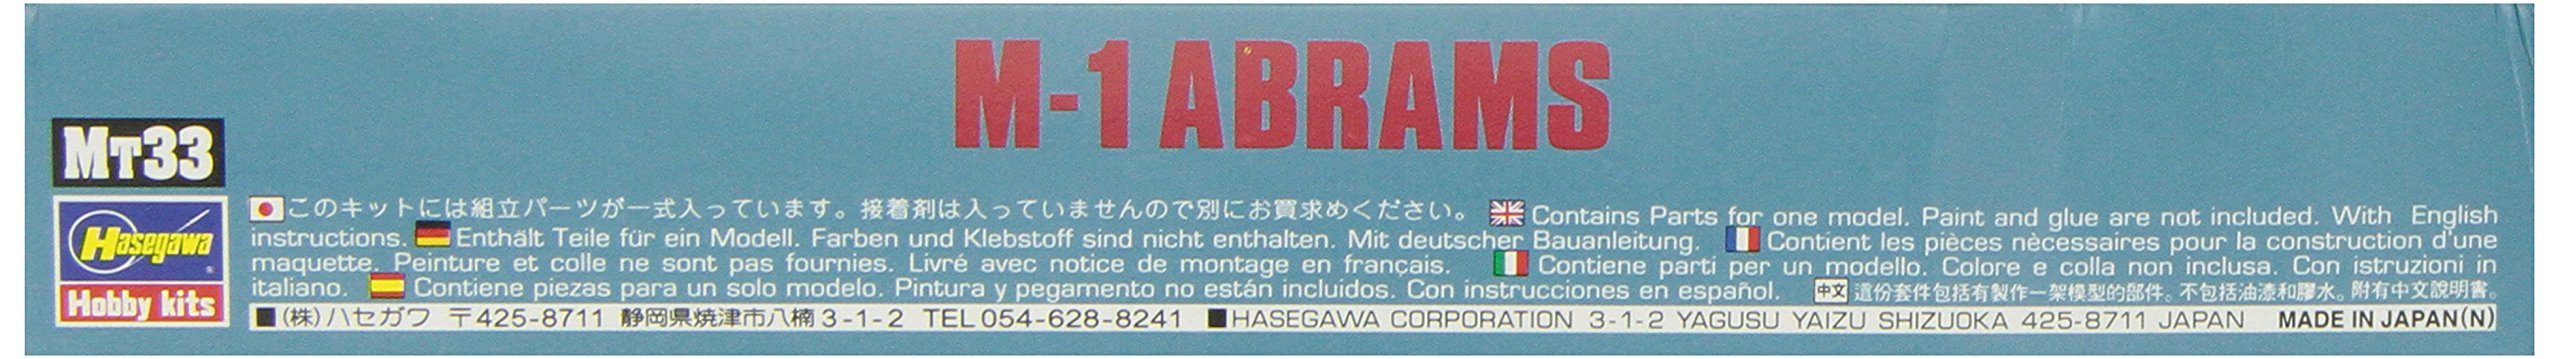 M-1 ABRAMS
MT33
Hasegawa
Hobby kits
このキットには組立パーツが一式入っています。接着剤は入っていませんので別にお買求めください。 Contains Parts for one model. Paint and glue are not included. With English
instructions. Enthält Teile für ein Modell. Farben und Klebstoff sind nicht enthalten. Mit deutscher Bauanleitung. Contient les pièces nècessaires pour la construction d'une
maquette. Peinture et colle ne sont pas fournies. Livré avec notice de montage en français. Contiene parti per un modello. Colore e colla non inclusa. Con istruzioni in
italiano. Contiene piezas para un solo modelo. Pintura y pegamento no están incluidos. Con instrucciones en español. 中文 這份套件包括有製作一架模型的部件。不包括油漆和膠水。附有中文說明書。
■(株)ハセガワ 〒425-8711 静岡県焼津市八楠3-1-2 TEL 054-628-8241 ■HASEGAWA CORPORATION 3-1-2 YAGUSU YAIZU SHIZUOKA 425-8711 JAPAN MADE IN JAPAN(N)